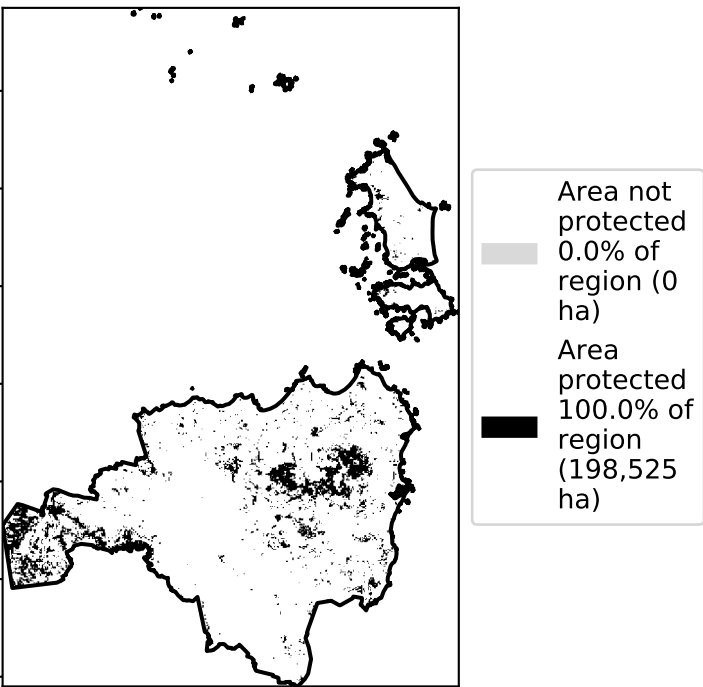 Area not
protected
0.0% of
region (0
ha)
Area
protected
100.0% of
region
(198,525
ha)